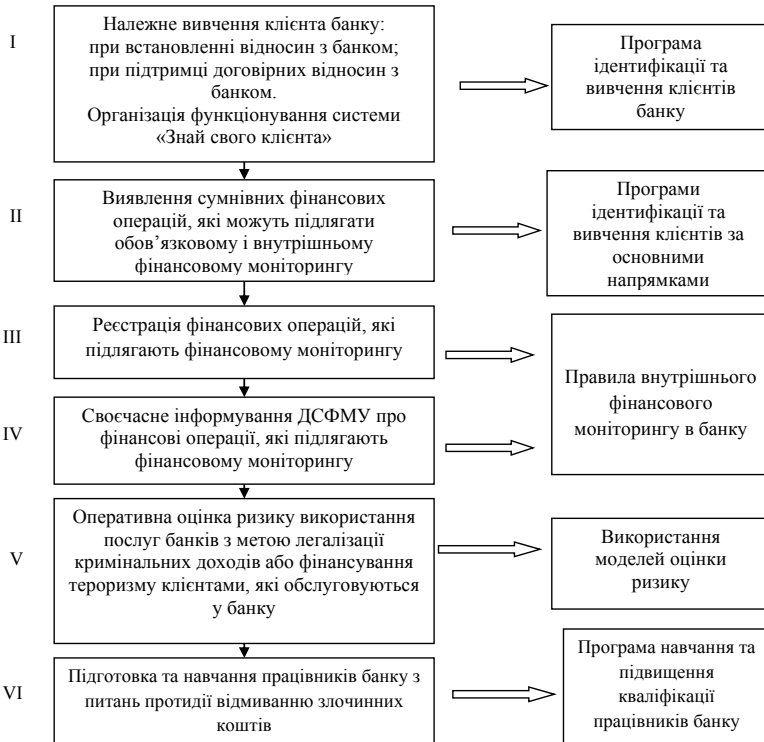 I
Належне вивчення клієнта банку:
при встановленні відносин з банком;
при підтримці договірних відносин з
банком.
Організація функціонування системи
«Знай свого клієнта»
Програма
ідентифікації та
вивчення клієнтів
банку
II
Виявлення сумнівних фінансових
операцій, які можуть підлягати
обов’язковому і внутрішньому
фінансовому моніторингу
Програми
ідентифікації та
вивчення клієнтів за
основними
напрямками
III
Реєстрація фінансових операцій, які
підлягають фінансовому моніторингу
IV
Своєчасне інформування ДСФМУ про
фінансові операції, які підлягають
фінансовому моніторингу
Правила внутрішнього
фінансового
моніторингу в банку
V
Оперативна оцінка ризику використання
послуг банків з метою легалізації
кримінальних доходів або фінансування
тероризму клієнтами, які обслуговуються
у банку
Використання
моделей оцінки
ризику
VI
Підготовка та навчання працівників банку з
питань протидії відмиванню злочинних
коштів
Програма навчання та
підвищення
кваліфікації
працівників банку